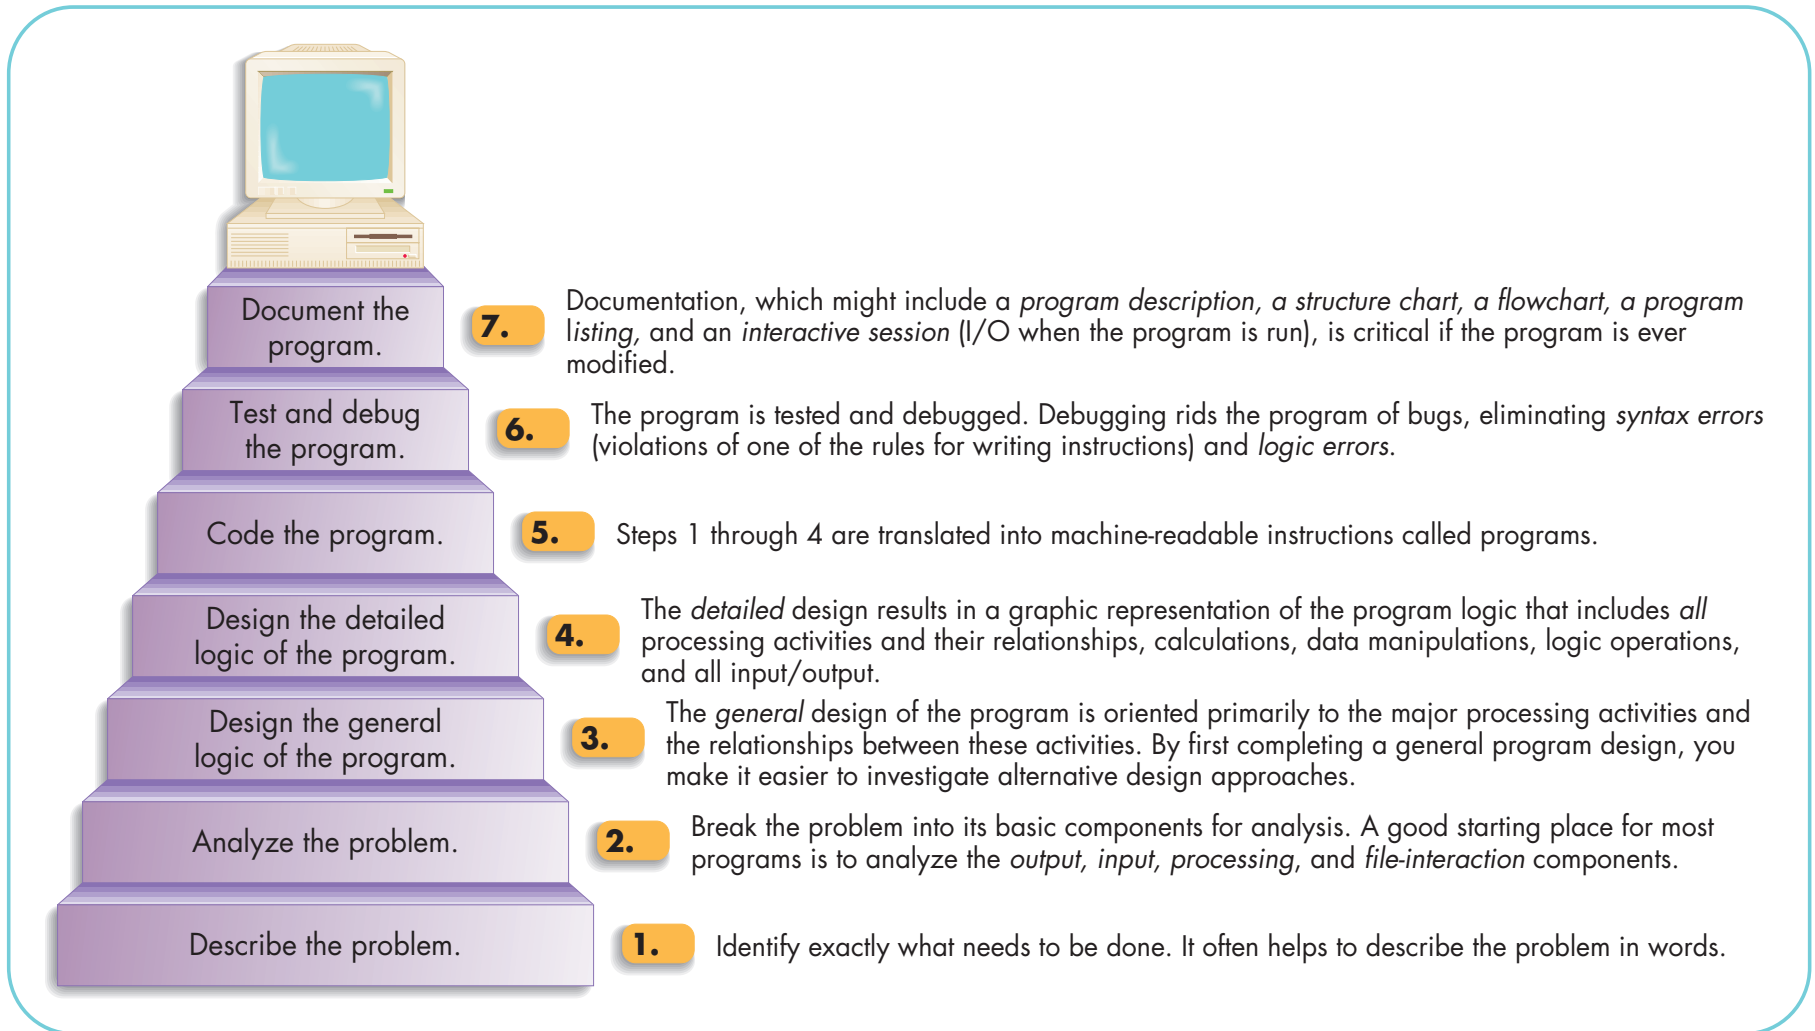 Document the
program.
7.
Documentation, which might include a program description, a structure chart, a flowchart, a program
listing, and an interactive session (I/O when the program is run), is critical if the program is ever
modified.
Test and debug
the program.
6.
The program is tested and debugged. Debugging rids the program of bugs, eliminating syntax errors
(violations of one of the rules for writing instructions) and logic errors.
Code the program.
5.
Steps 1 through 4 are translated into machine-readable instructions called programs.
Design the detailed
logic of the program.
4.
The detailed design results in a graphic representation of the program logic that includes all
processing activities and their relationships, calculations, data manipulations, logic operations,
and all input/output.
Design the general
logic of the program.
3.
The general design of the program is oriented primarily to the major processing activities and
the relationships between these activities. By first completing a general program design, you
make it easier to investigate alternative design approaches.
Analyze the problem.
2.
Break the problem into its basic components for analysis. A good starting place for most
programs is to analyze the output, input, processing, and file-interaction components.
Describe the problem.
1.
Identify exactly what needs to be done. It often helps to describe the problem in words.